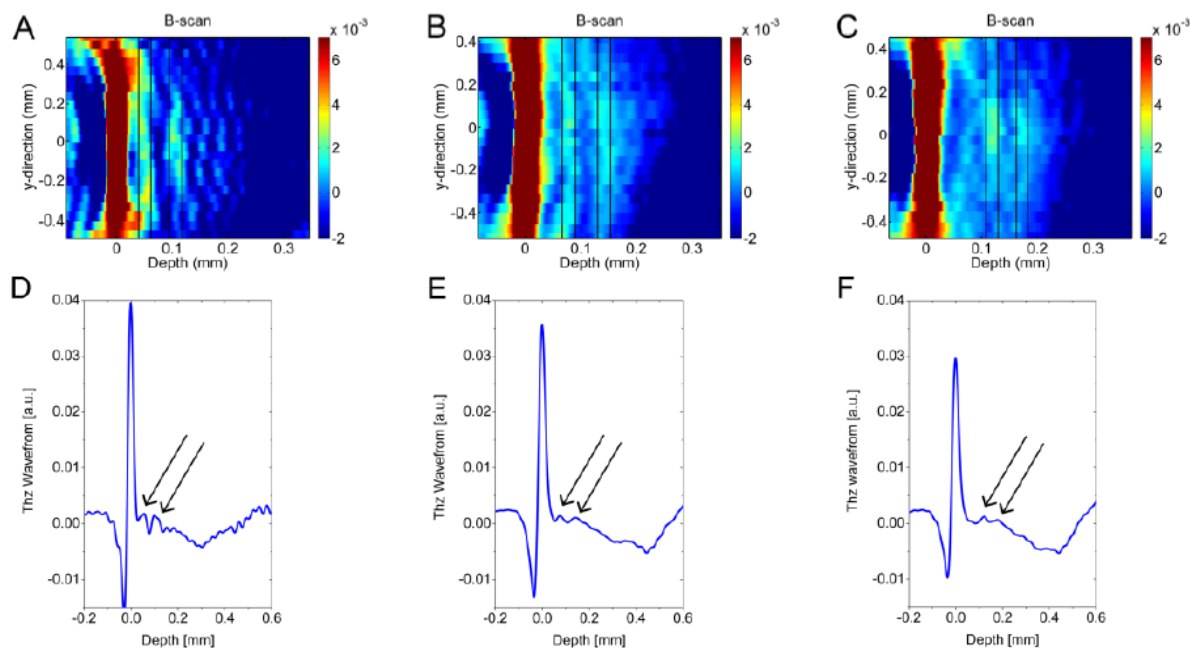 A
B-scan
× 10⁻³
y-direction (mm)
0.4
0.2
0
-0.2
-0.4
0 0.1 0.2 0.3
Depth (mm)
6
4
2
0
-2
B
B-scan
× 10⁻³
y-direction (mm)
0.4
0.2
0
-0.2
-0.4
0 0.1 0.2 0.3
Depth (mm)
6
4
2
0
-2
C
B-scan
× 10⁻³
y-direction (mm)
0.4
0.2
0
-0.2
-0.4
0 0.1 0.2 0.3
Depth (mm)
6
4
2
0
-2
D
Thz Wavefrom [a.u.]
0.04
0.03
0.02
0.01
0.00
-0.01
-0.2 0.0 0.2 0.4 0.6
Depth [mm]
E
Thz Wavefrom [a.u.]
0.04
0.03
0.02
0.01
0.00
-0.01
-0.2 0.0 0.2 0.4 0.6
Depth [mm]
F
Thz wavefrom [a.u.]
0.04
0.03
0.02
0.01
0.00
-0.01
-0.2 0.0 0.2 0.4 0.6
Depth [mm]